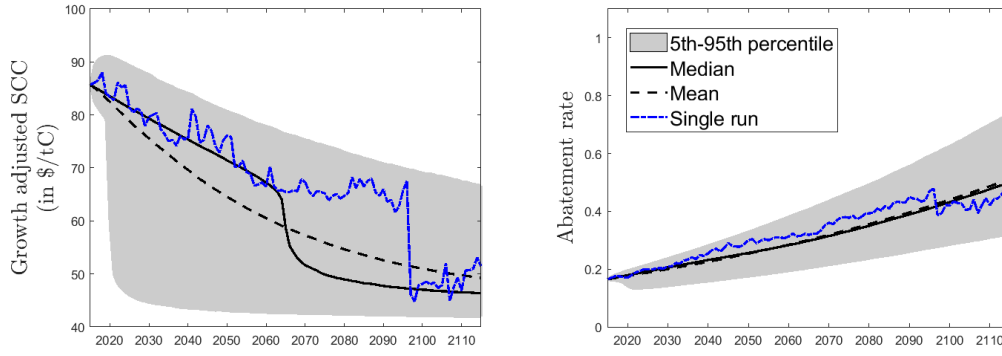 Growth adjusted SCC
(in $/tC)
100
90
80
70
60
50
40
2020 2030 2040 2050 2060 2070 2080 2090 2100 2110
Abatement rate
1
0.8
0.6
0.4
0.2
0
5th-95th percentile
Median
Mean
Single run
2020 2030 2040 2050 2060 2070 2080 2090 2100 2110